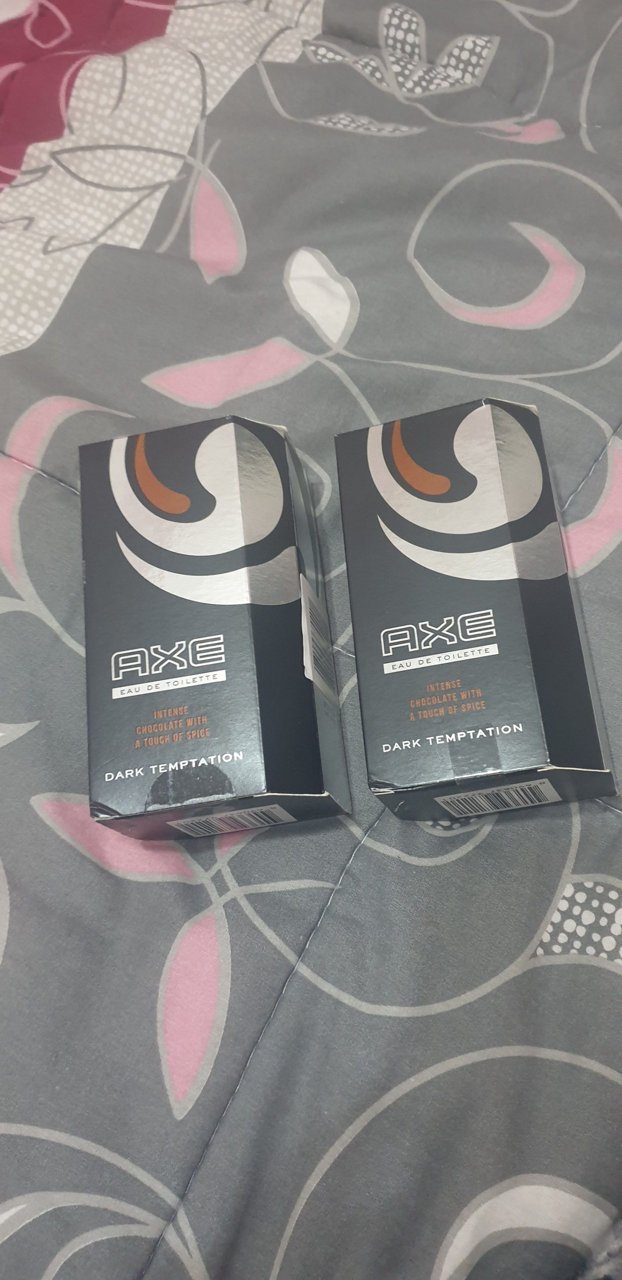 AXE
EAU DE TOILETTE
INTENSE
CHOCOLATE WITH
A TOUCH OF SPICE
DARK TEMPTATION
AXE
EAU DE TOILETTE
INTENSE
CHOCOLATE WITH
A TOUCH OF SPICE
DARK TEMPTATION